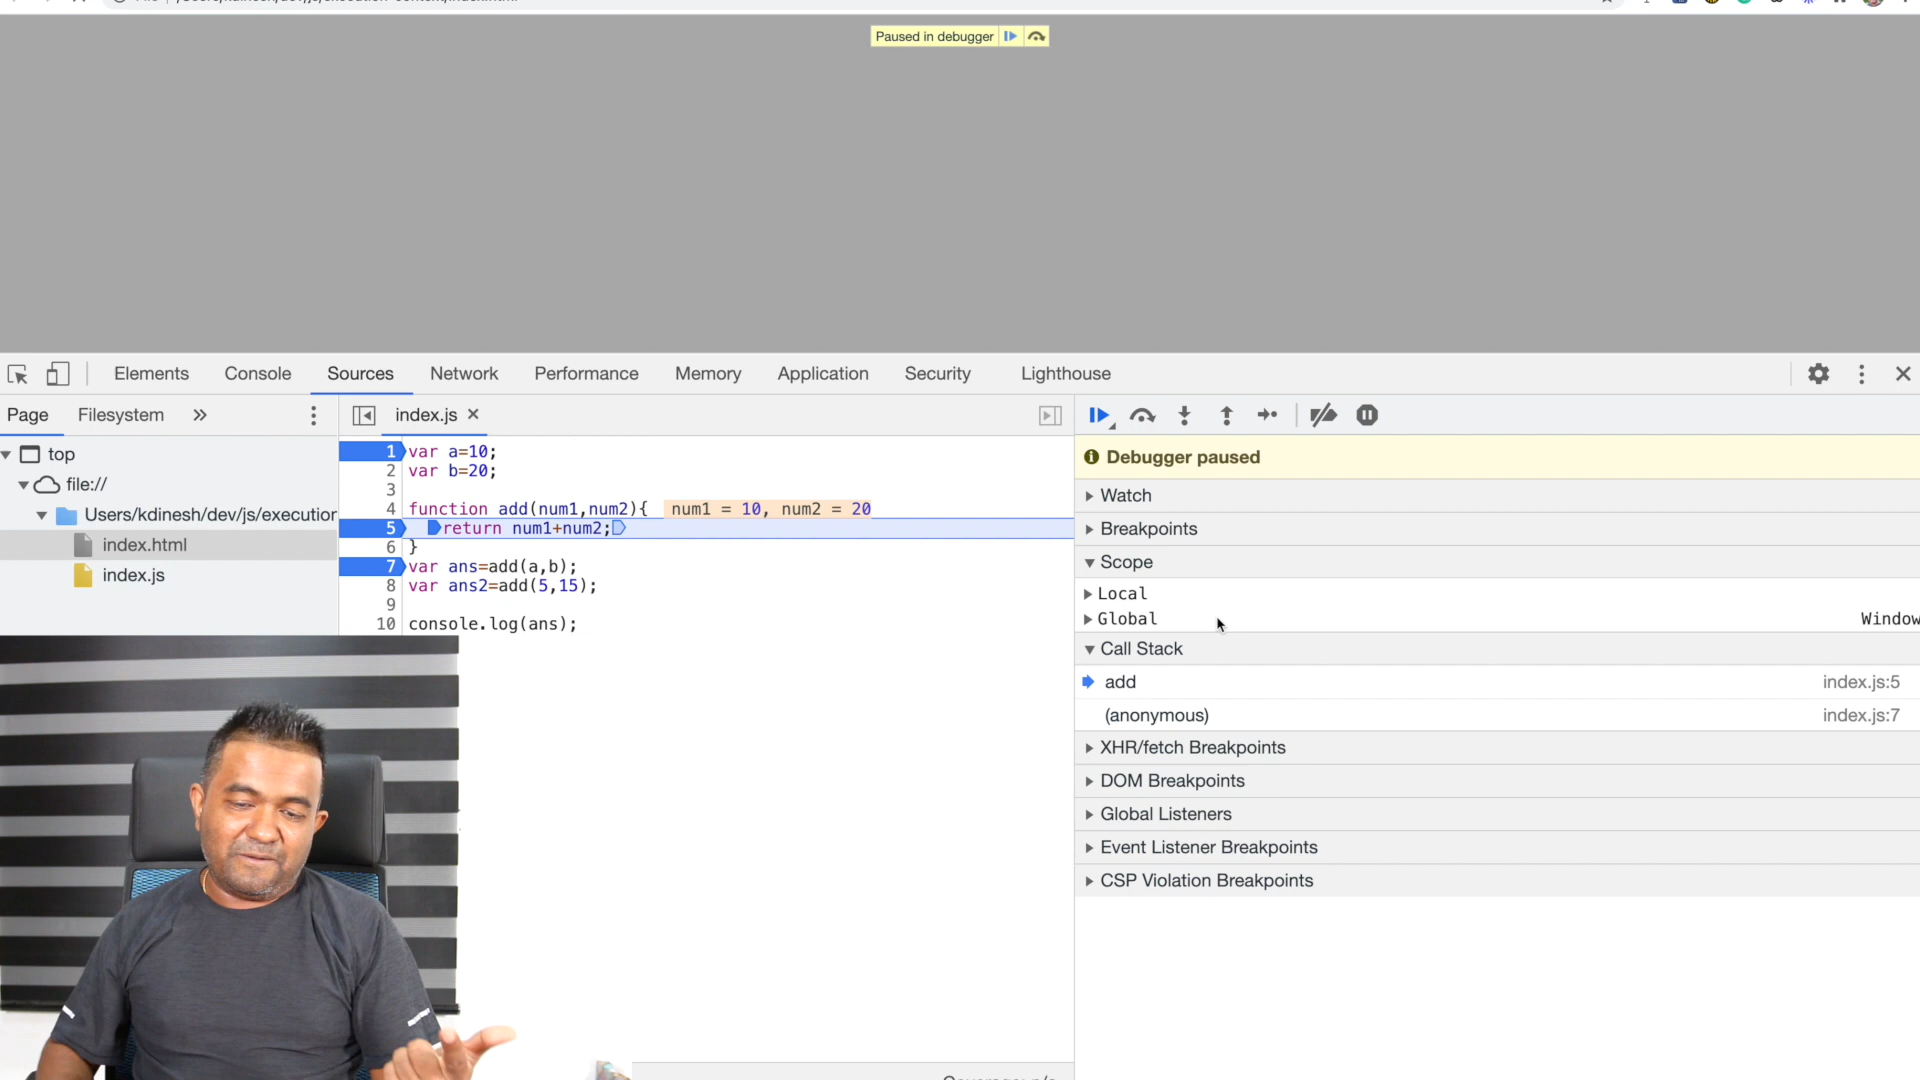 Paused in debugger
Elements Console Sources Network Performance Memory Application Security Lighthouse
Page Filesystem »
index.js
top
file://
Users/kdinesh/dev/js/execution
index.html
index.js
1 var a=10;
2 var b=20;
3
4 function add(num1,num2){ num1 = 10, num2 = 20
5 return num1+num2;
6 }
7 var ans=add(a,b);
8 var ans2=add(5,15);
9
10 console.log(ans);
Debugger paused
Watch
Breakpoints
Scope
Local
Global Window
Call Stack
add index.js:5
(anonymous) index.js:7
XHR/fetch Breakpoints
DOM Breakpoints
Global Listeners
Event Listener Breakpoints
CSP Violation Breakpoints